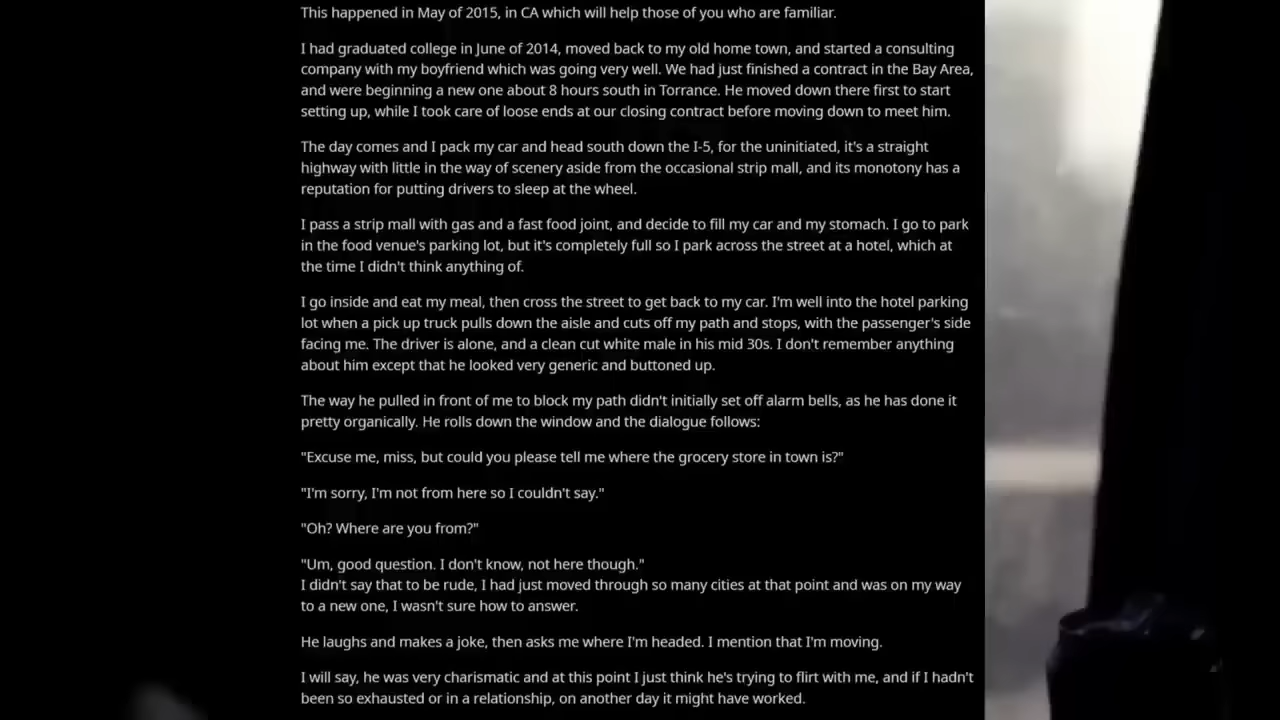 This happened in May of 2015, in CA which will help those of you who are familiar.
I had graduated college in June of 2014, moved back to my old home town, and started a consulting
company with my boyfriend which was going very well. We had just finished a contract in the Bay Area,
and were beginning a new one about 8 hours south in Torrance. He moved down there first to start
setting up, while I took care of loose ends at our closing contract before moving down to meet him.
The day comes and I pack my car and head south down the I-5, for the uninitiated, it's a straight
highway with little in the way of scenery aside from the occasional strip mall, and its monotony has a
reputation for putting drivers to sleep at the wheel.
I pass a strip mall with gas and a fast food joint, and decide to fill my car and my stomach. I go to park
in the food venue's parking lot, but it's completely full so I park across the street at a hotel, which at
the time I didn't think anything of.
I go inside and eat my meal, then cross the street to get back to my car. I'm well into the hotel parking
lot when a pick up truck pulls down the aisle and cuts off my path and stops, with the passenger's side
facing me. The driver is alone, and a clean cut white male in his mid 30s. I don't remember anything
about him except that he looked very generic and buttoned up.
The way he pulled in front of me to block my path didn't initially set off alarm bells, as he has done it
pretty organically. He rolls down the window and the dialogue follows:
"Excuse me, miss, but could you please tell me where the grocery store in town is?"
"I'm sorry, I'm not from here so I couldn't say."
"Oh? Where are you from?"
"Um, good question. I don't know, not here though."
I didn't say that to be rude, I had just moved through so many cities at that point and was on my way
to a new one, I wasn't sure how to answer.
He laughs and makes a joke, then asks me where I'm headed. I mention that I'm moving.
I will say, he was very charismatic and at this point I just think he's trying to flirt with me, and if I hadn't
been so exhausted or in a relationship, on another day it might have worked.